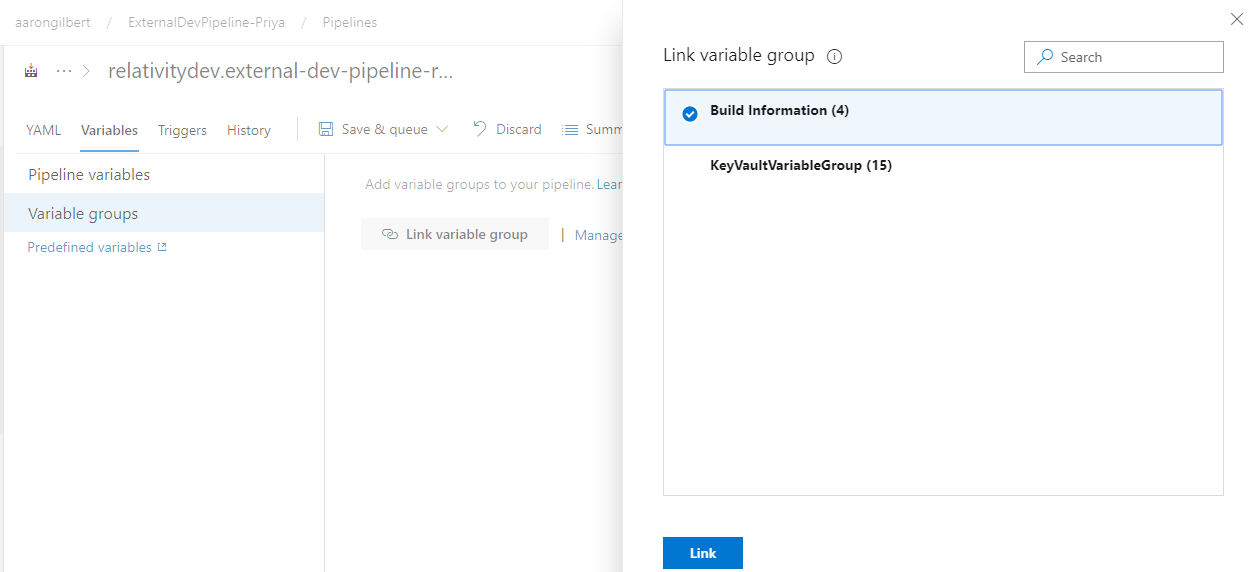 aarongilbert / ExternalDevPipeline-Priya / Pipelines
... > relativitydev.external-dev-pipeline-r...
YAML Variables Triggers History Save & queue Discard Summ
Pipeline variables
Variable groups
Predefined variables
Add variable groups to your pipeline. Lear
Link variable group | Manage
Link variable group
Search
Build Information (4)
KeyVaultVariableGroup (15)
Link